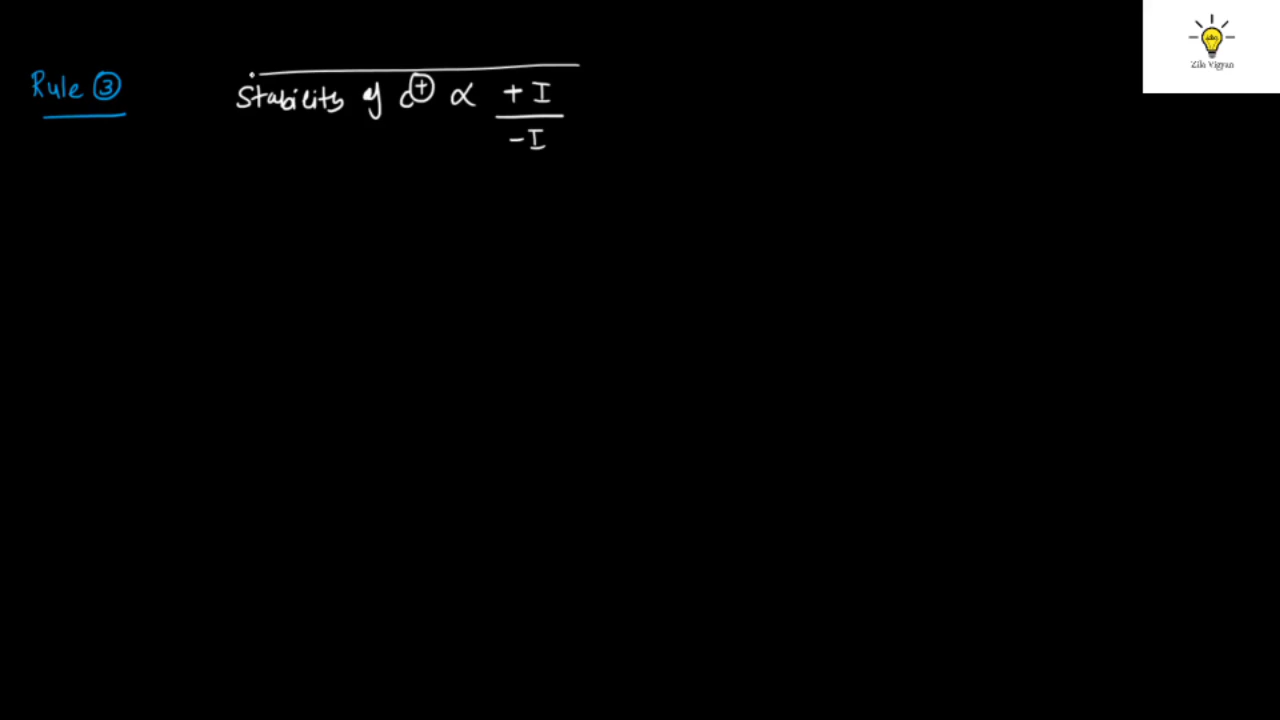 Rule ③
Stability of C⊕ ∝ +I
-I
Zila Vigyan